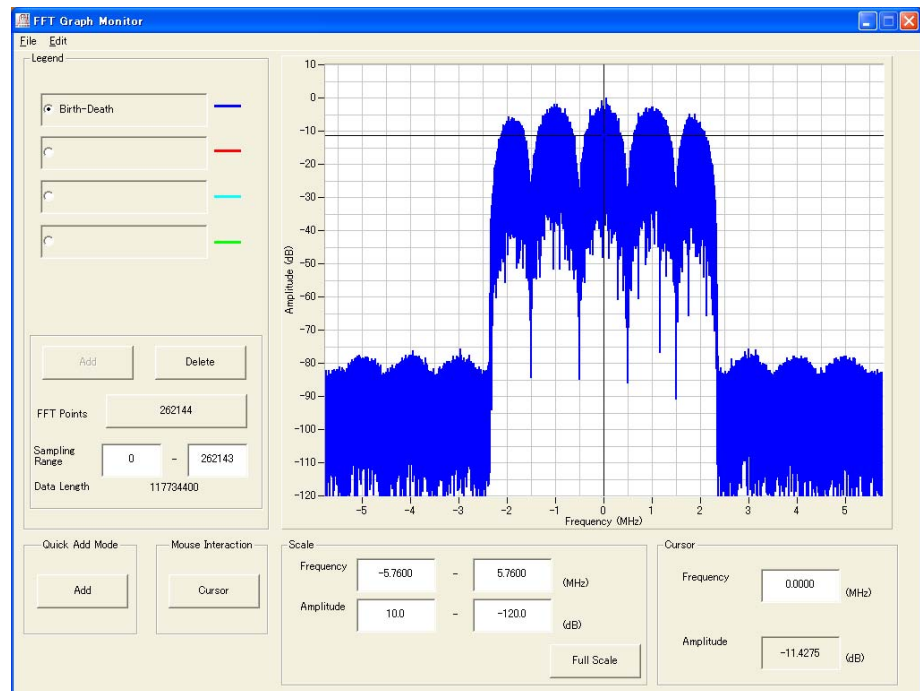 FFT Graph Monitor
File Edit
Legend
Birth-Death
Add Delete
FFT Points 262144
Sampling Range 0 - 262143
Data Length 117734400
Amplitude (dB)
10
0
-10
-20
-30
-40
-50
-60
-70
-80
-90
-100
-110
-120
-5 -4 -3 -2 -1 0 1 2 3 4 5
Frequency (MHz)
Quick Add Mode
Add
Mouse Interaction
Cursor
Scale
Frequency -5.7600 - 5.7600 (MHz)
Amplitude 10.0 - -120.0 (dB)
Full Scale
Cursor
Frequency 0.0000 (MHz)
Amplitude -11.4275 (dB)